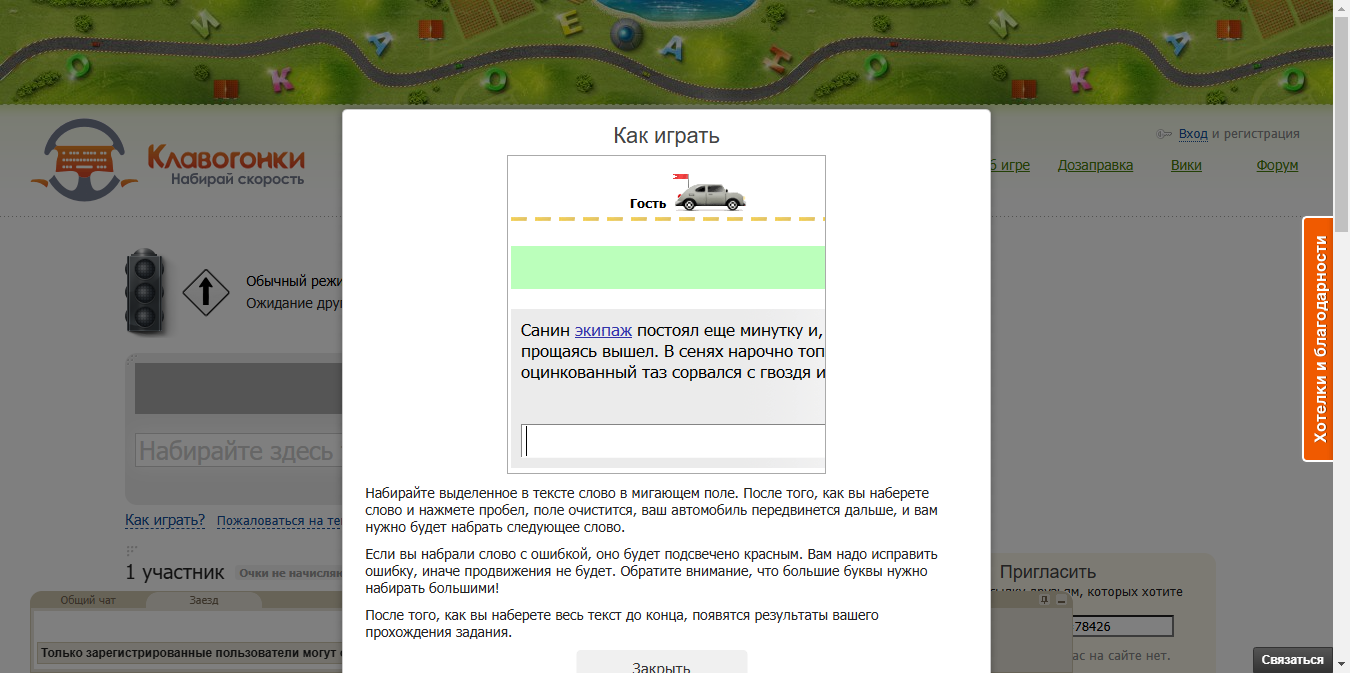 Клавогонки
Набирай скорость
Вход и регистрация
б игре
Дозаправка
Вики
Форум
Как играть
Гость
Санин экипаж постоял еще минутку и,
прощаясь вышел. В сенях нарочно топ
оцинкованный таз сорвался с гвоздя и
Набирайте выделенное в тексте слово в мигающем поле. После того, как вы наберете
слово и нажмете пробел, поле очистится, ваш автомобиль передвинется дальше, и вам
нужно будет набрать следующее слово.
Если вы набрали слово с ошибкой, оно будет подсвечено красным. Вам надо исправить
ошибку, иначе продвижения не будет. Обратите внимание, что большие буквы нужно
набирать большими!
После того, как вы наберете весь текст до конца, появятся результаты вашего
прохождения задания.
Закрыть
Обычный режи
Ожидание дру
Набирайте здесь
Как играть?
Пожаловаться на те
1 участник
Очки не начисляю
Общий чат
Заезд
Только зарегистрированные пользователи могут
Пригласить
друзьям, которых хотите
78426
ас на сайте нет.
Хотелки и благодарности
Связаться